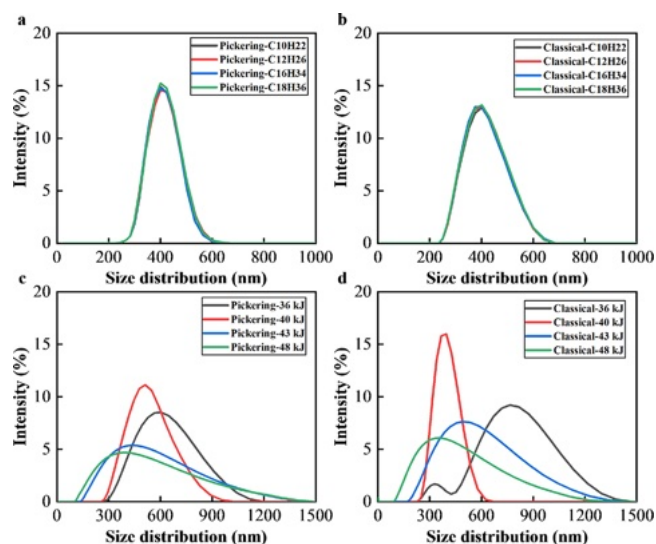 a
20
15
10
5
0
Intensity (%)
Pickering-C10H22
Pickering-C12H26
Pickering-C16H34
Pickering-C18H36
0 200 400 600 800 1000
Size distribution (nm)
b
20
15
10
5
0
Intensity (%)
Classical-C10H22
Classical-C12H26
Classical-C16H34
Classical-C18H36
0 200 400 600 800 1000
Size distribution (nm)
c
20
15
10
5
0
Intensity (%)
Pickering-36 kJ
Pickering-40 kJ
Pickering-43 kJ
Pickering-48 kJ
0 300 600 900 1200 1500
Size distribution (nm)
d
20
15
10
5
0
Intensity (%)
Classical-36 kJ
Classical-40 kJ
Classical-43 kJ
Classical-48 kJ
0 300 600 900 1200 1500
Size distribution (nm)